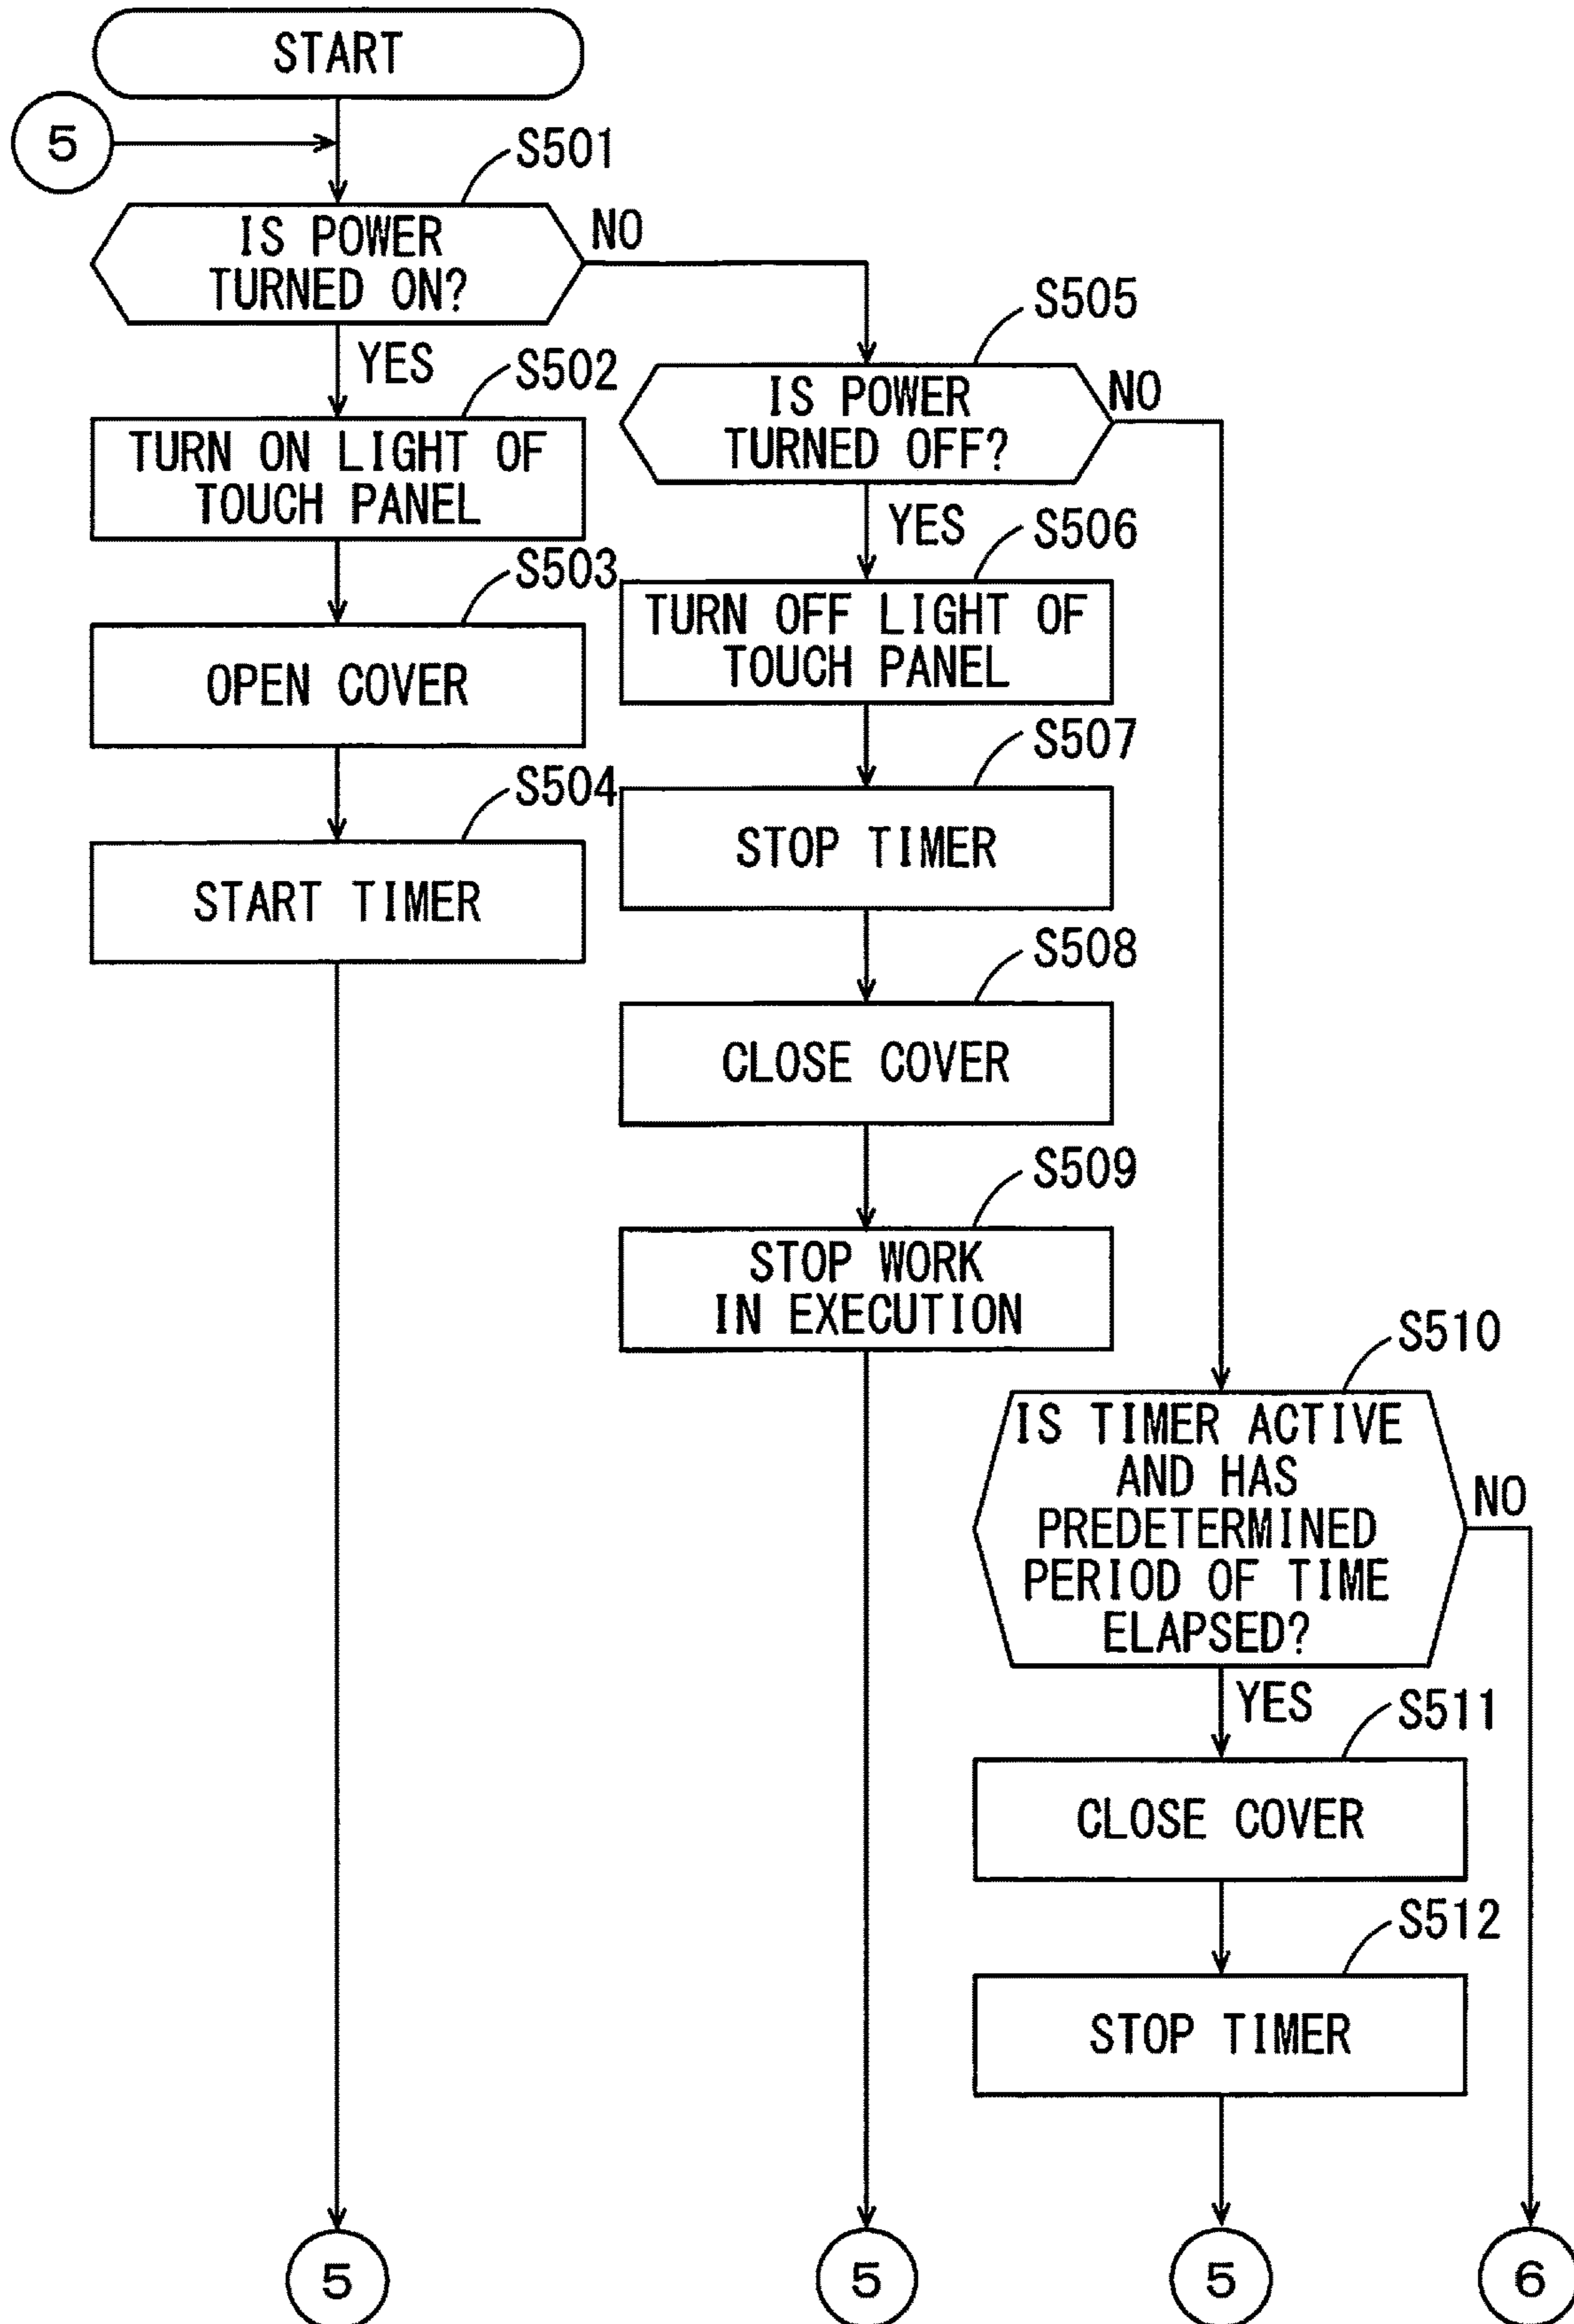 START
5
S501
IS POWER
TURNED ON?
NO
YES
S502
TURN ON LIGHT OF
TOUCH PANEL
S503
OPEN COVER
S504
START TIMER
S505
IS POWER
TURNED OFF?
NO
YES
S506
TURN OFF LIGHT OF
TOUCH PANEL
S507
STOP TIMER
S508
CLOSE COVER
S509
STOP WORK
IN EXECUTION
S510
IS TIMER ACTIVE
AND HAS
PREDETERMINED
PERIOD OF TIME
ELAPSED?
NO
YES
S511
CLOSE COVER
S512
STOP TIMER
5
5
5
6